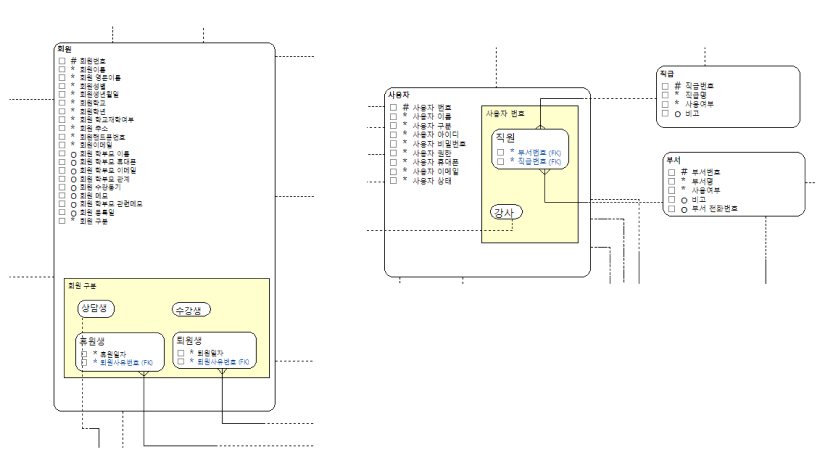 회원
# 회원번호
* 회원이름
* 회원 영문이름
* 회원성별
* 회원생년월일
* 회원학교
* 회원학년
* 회원 학교재학여부
* 회원 주소
* 회원핸드폰번호
* 회원이메일
o 회원 학부모 이름
o 회원 학부모 휴대폰
o 회원 학부모 이메일
o 회원 학부모 관계
o 회원 수강동기
o 회원 메모
o 회원 학부모 관련메모
o 회원 등록일
* 회원 구분
회원 구분
상담생
수강생
휴원생
* 휴원일자
* 회원사유번호 (FK)
퇴원생
* 퇴원일자
* 퇴원사유번호 (FK)
사용자
# 사용자 번호
* 사용자 이름
* 사용자 구분
* 사용자 아이디
* 사용자 비밀번호
* 사용자 권한
* 사용자 휴대폰
* 사용자 이메일
* 사용자 상태
사용자 번호
직원
* 부서번호 (FK)
* 직급번호 (FK)
강사
직급
# 직급번호
* 직급명
* 사용여부
o 비고
부서
# 부서번호
* 부서명
* 사용여부
o 비고
o 부서 전화번호